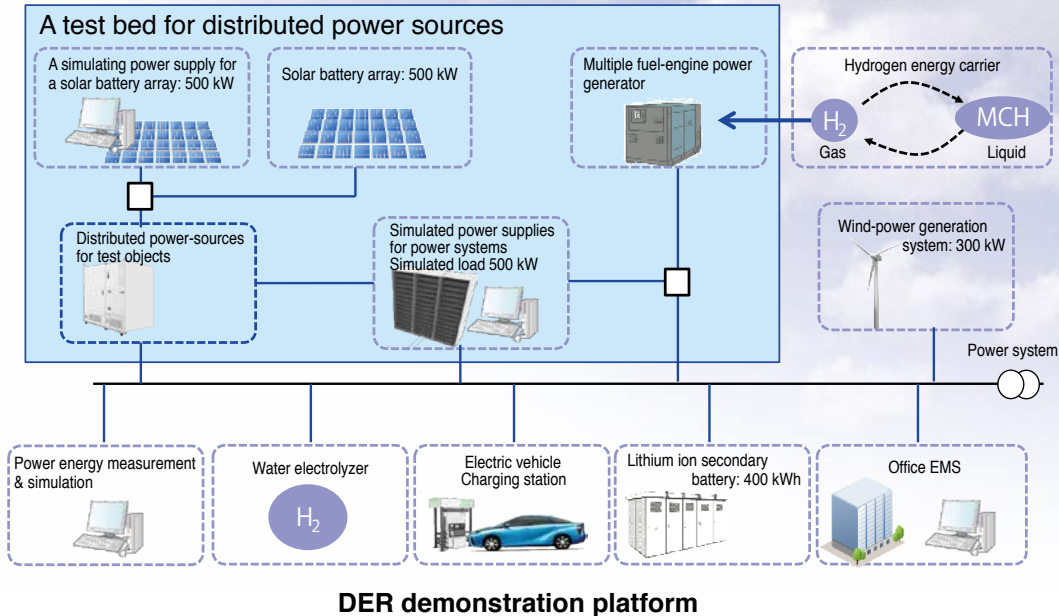 A test bed for distributed power sources
A simulating power supply for
a solar battery array: 500 kW
Solar battery array: 500 kW
Multiple fuel-engine power
generator
Hydrogen energy carrier
H2
MCH
Gas
Liquid
Distributed power-sources
for test objects
Simulated power supplies
for power systems
Simulated load 500 kW
Wind-power generation
system: 300 kW
Power system
Power energy measurement
& simulation
Water electrolyzer
H2
Electric vehicle
Charging station
Lithium ion secondary
battery: 400 kWh
Office EMS
DER demonstration platform